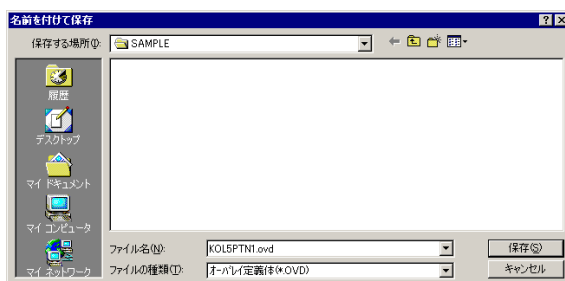 名前を付けて保存
保存する場所(I):
SAMPLE
履歴
デスクトップ
マイ ドキュメント
マイ コンピュータ
マイ ネットワーク
ファイル名(N):
KOL5PTN1.ovd
保存(S)
ファイルの種類(T):
オーバレイ定義体(*.OVD)
キャンセル